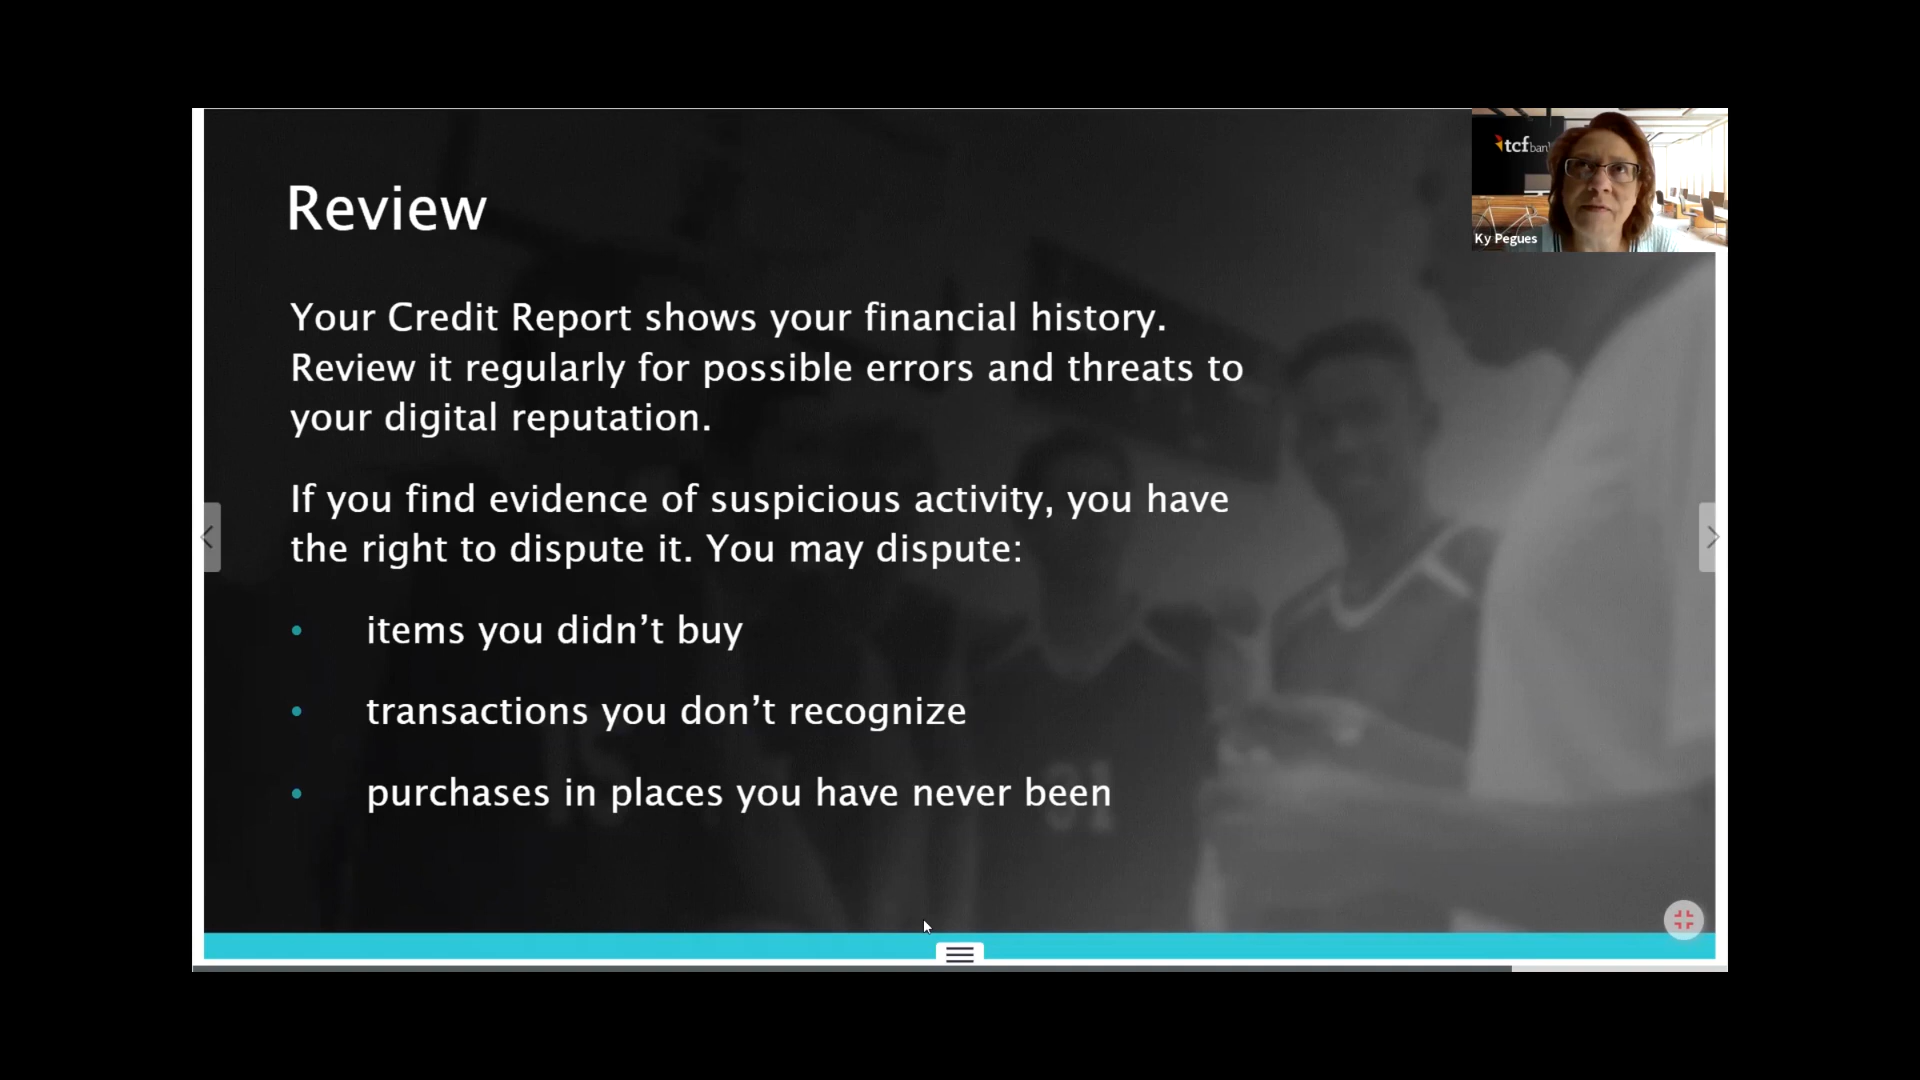 tcf bank
Ky Pegues
Review
Your Credit Report shows your financial history.
Review it regularly for possible errors and threats to
your digital reputation.
If you find evidence of suspicious activity, you have
the right to dispute it. You may dispute:
• items you didn’t buy
• transactions you don’t recognize
• purchases in places you have never been
81